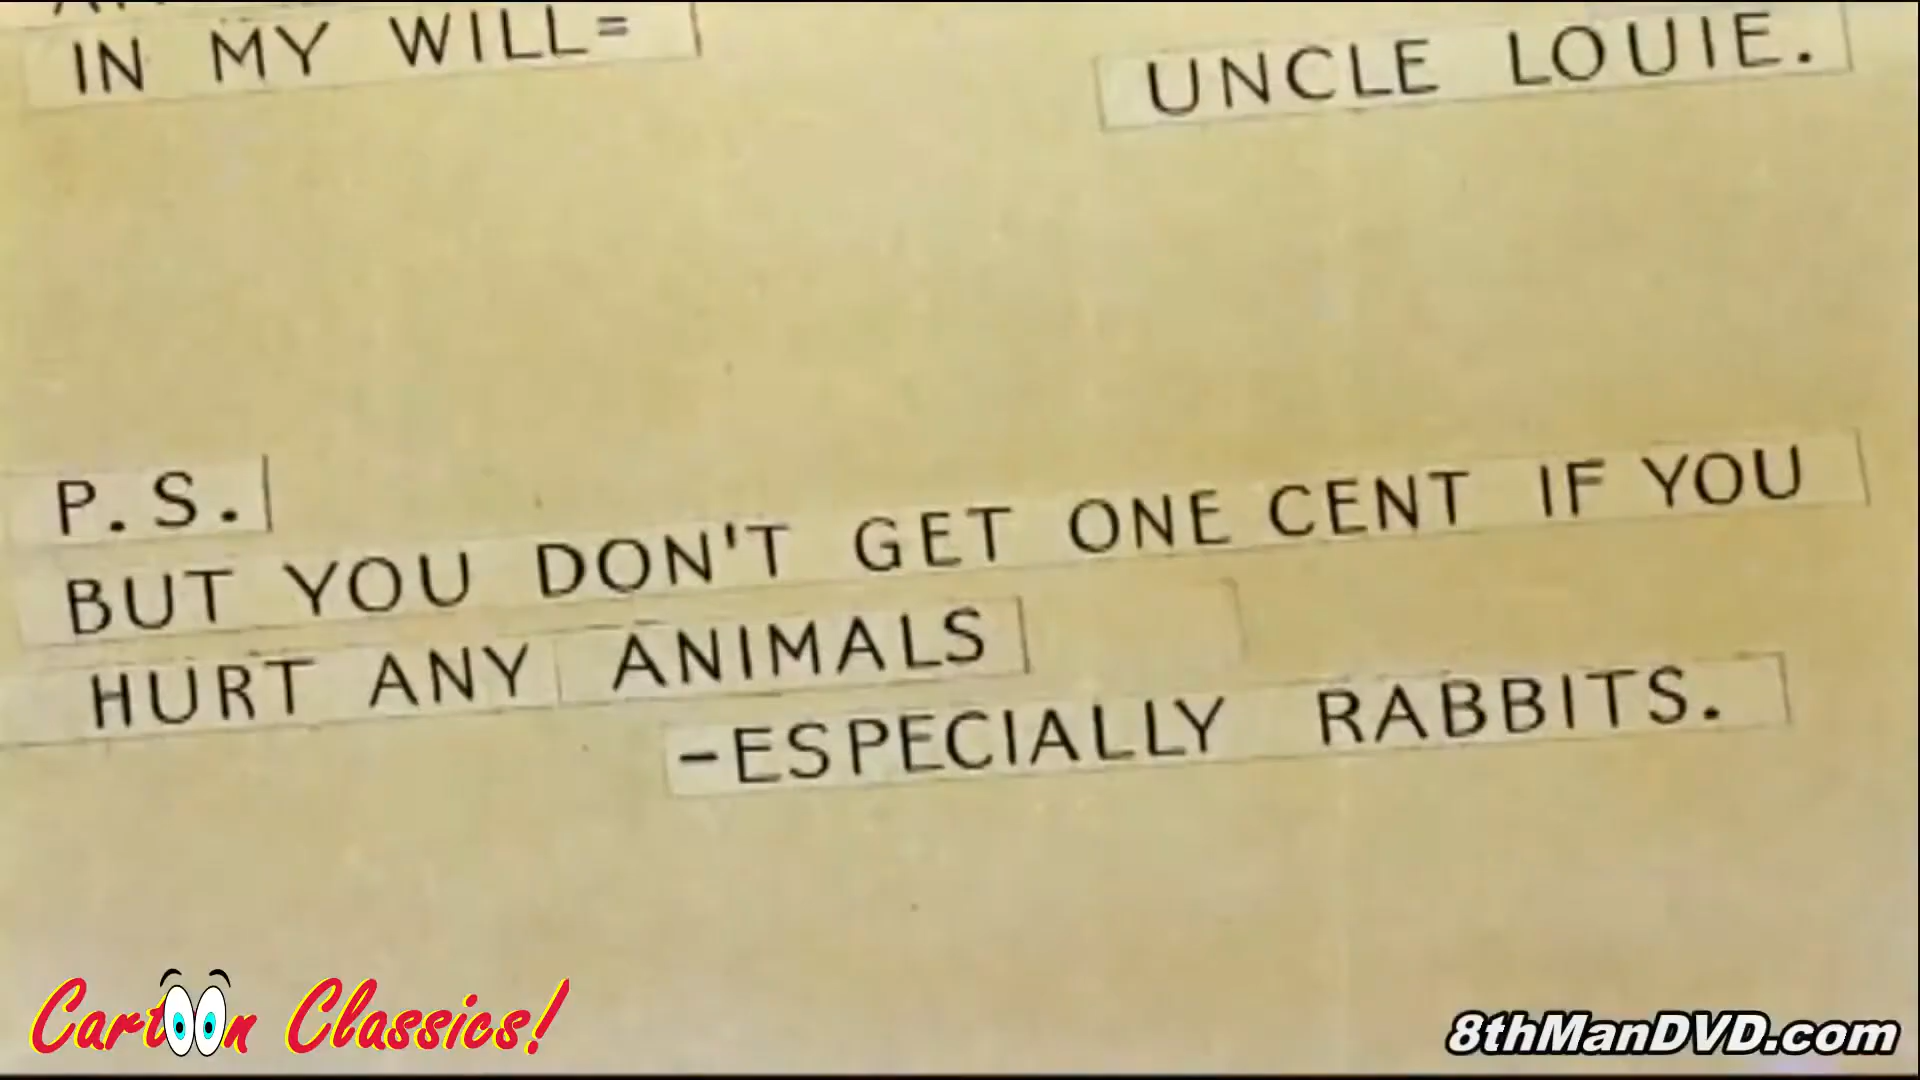 IN MY WILL=
UNCLE LOUIE.
P.S.
BUT YOU DON'T GET ONE CENT IF YOU
HURT ANY ANIMALS
-ESPECIALLY RABBITS.
Cartoon Classics!
8thManDVD.com